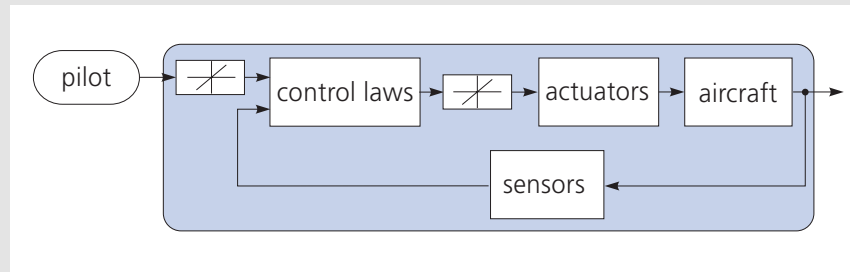 pilot
control laws
actuators
aircraft
sensors